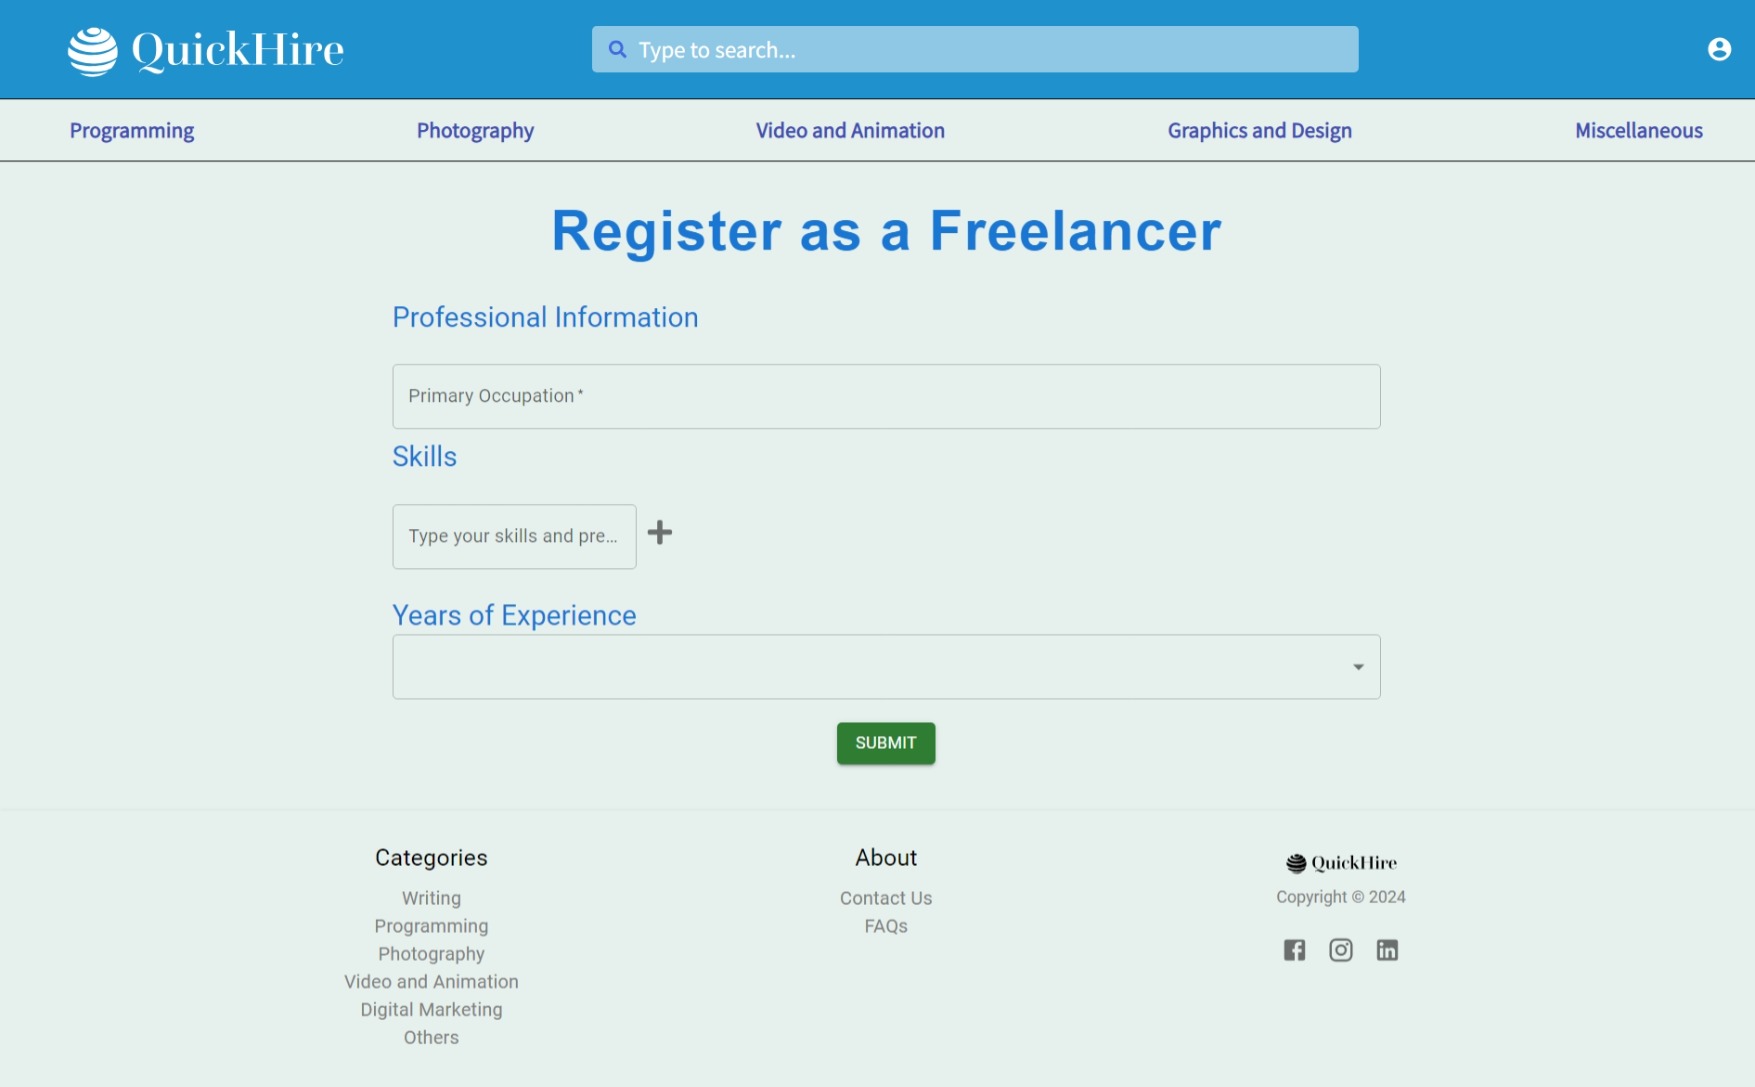 QuickHire
Type to search...
Programming
Photography
Video and Animation
Graphics and Design
Miscellaneous
Register as a Freelancer
Professional Information
Primary Occupation *
Skills
Type your skills and pre...
Years of Experience
SUBMIT
Categories
Writing
Programming
Photography
Video and Animation
Digital Marketing
Others
About
Contact Us
FAQs
QuickHire
Copyright © 2024